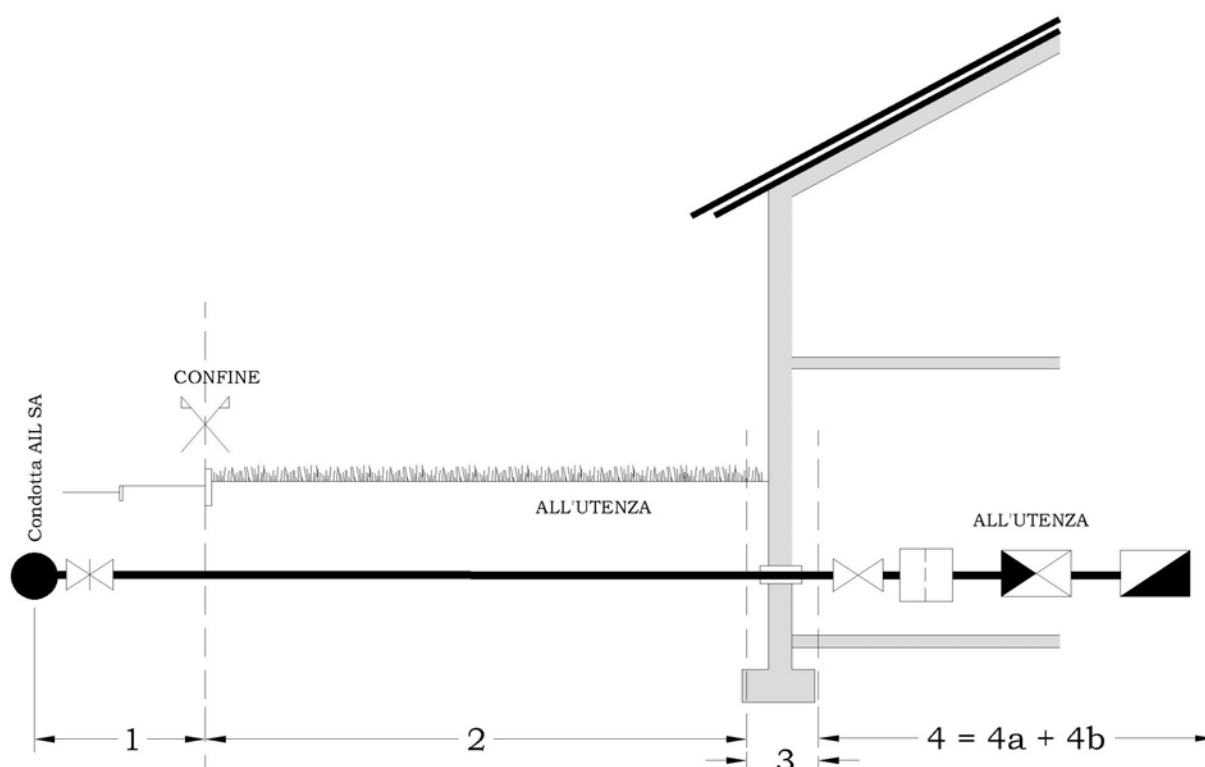 CONFINE
Condotta AIL SA
ALL'UTENZA
ALL'UTENZA
1
2
3
4 = 4a + 4b